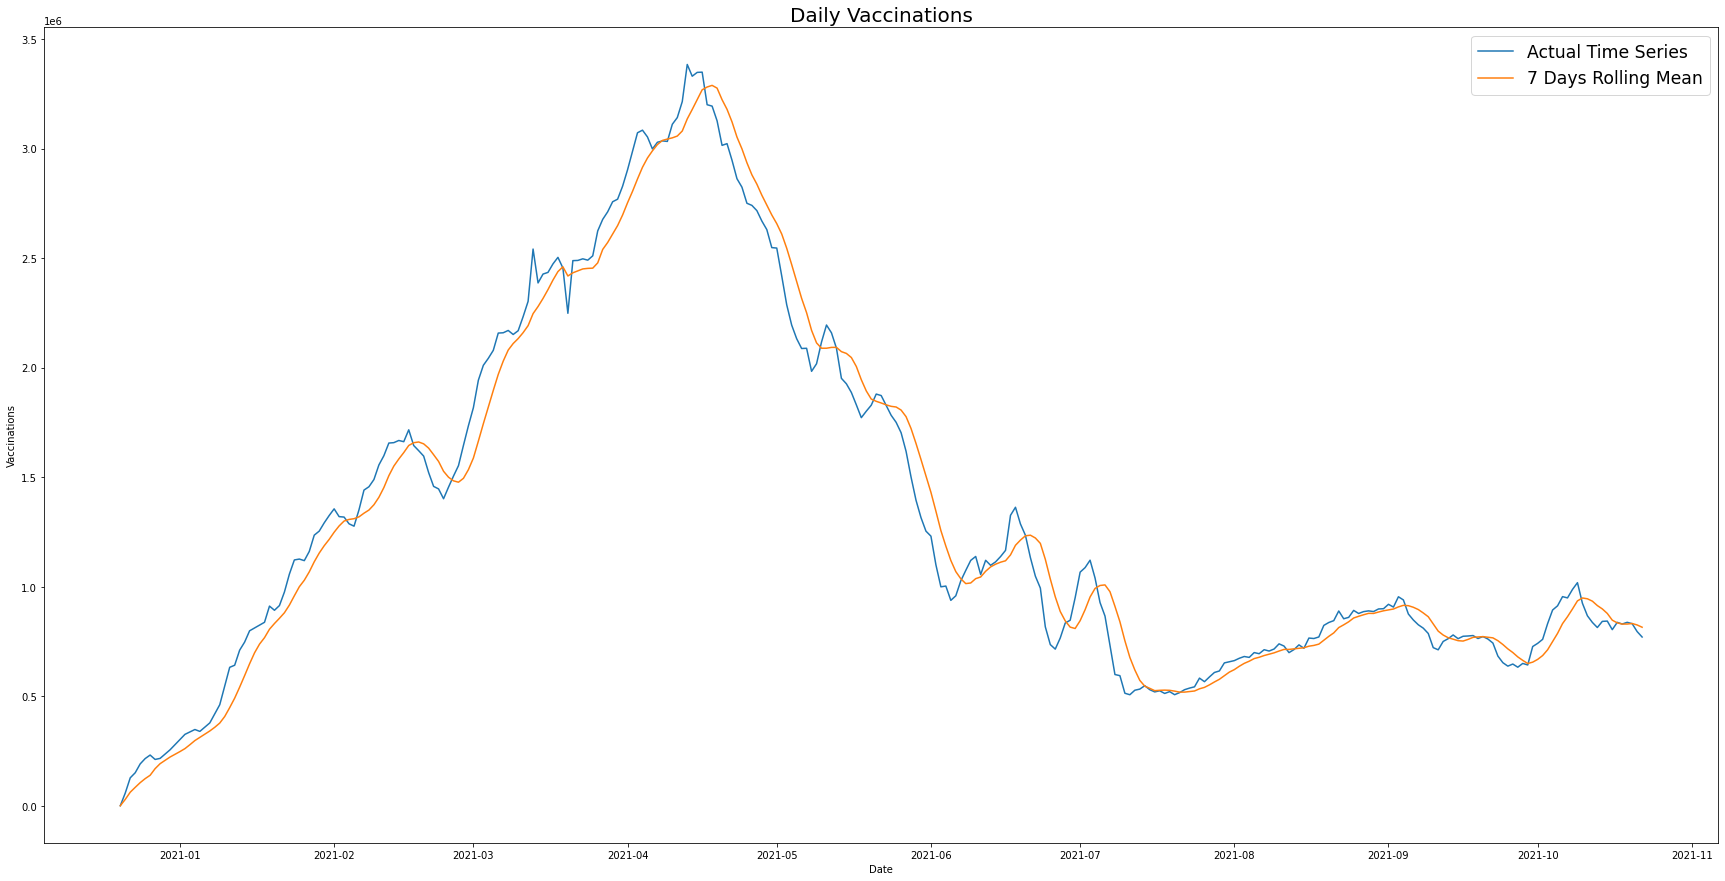 Daily Vaccinations
1e6
3.5
3.0
2.5
2.0
1.5
1.0
0.5
0.0
Vaccinations
Actual Time Series
7 Days Rolling Mean
2021-01 2021-02 2021-03 2021-04 2021-05 2021-06 2021-07 2021-08 2021-09 2021-10 2021-11
Date